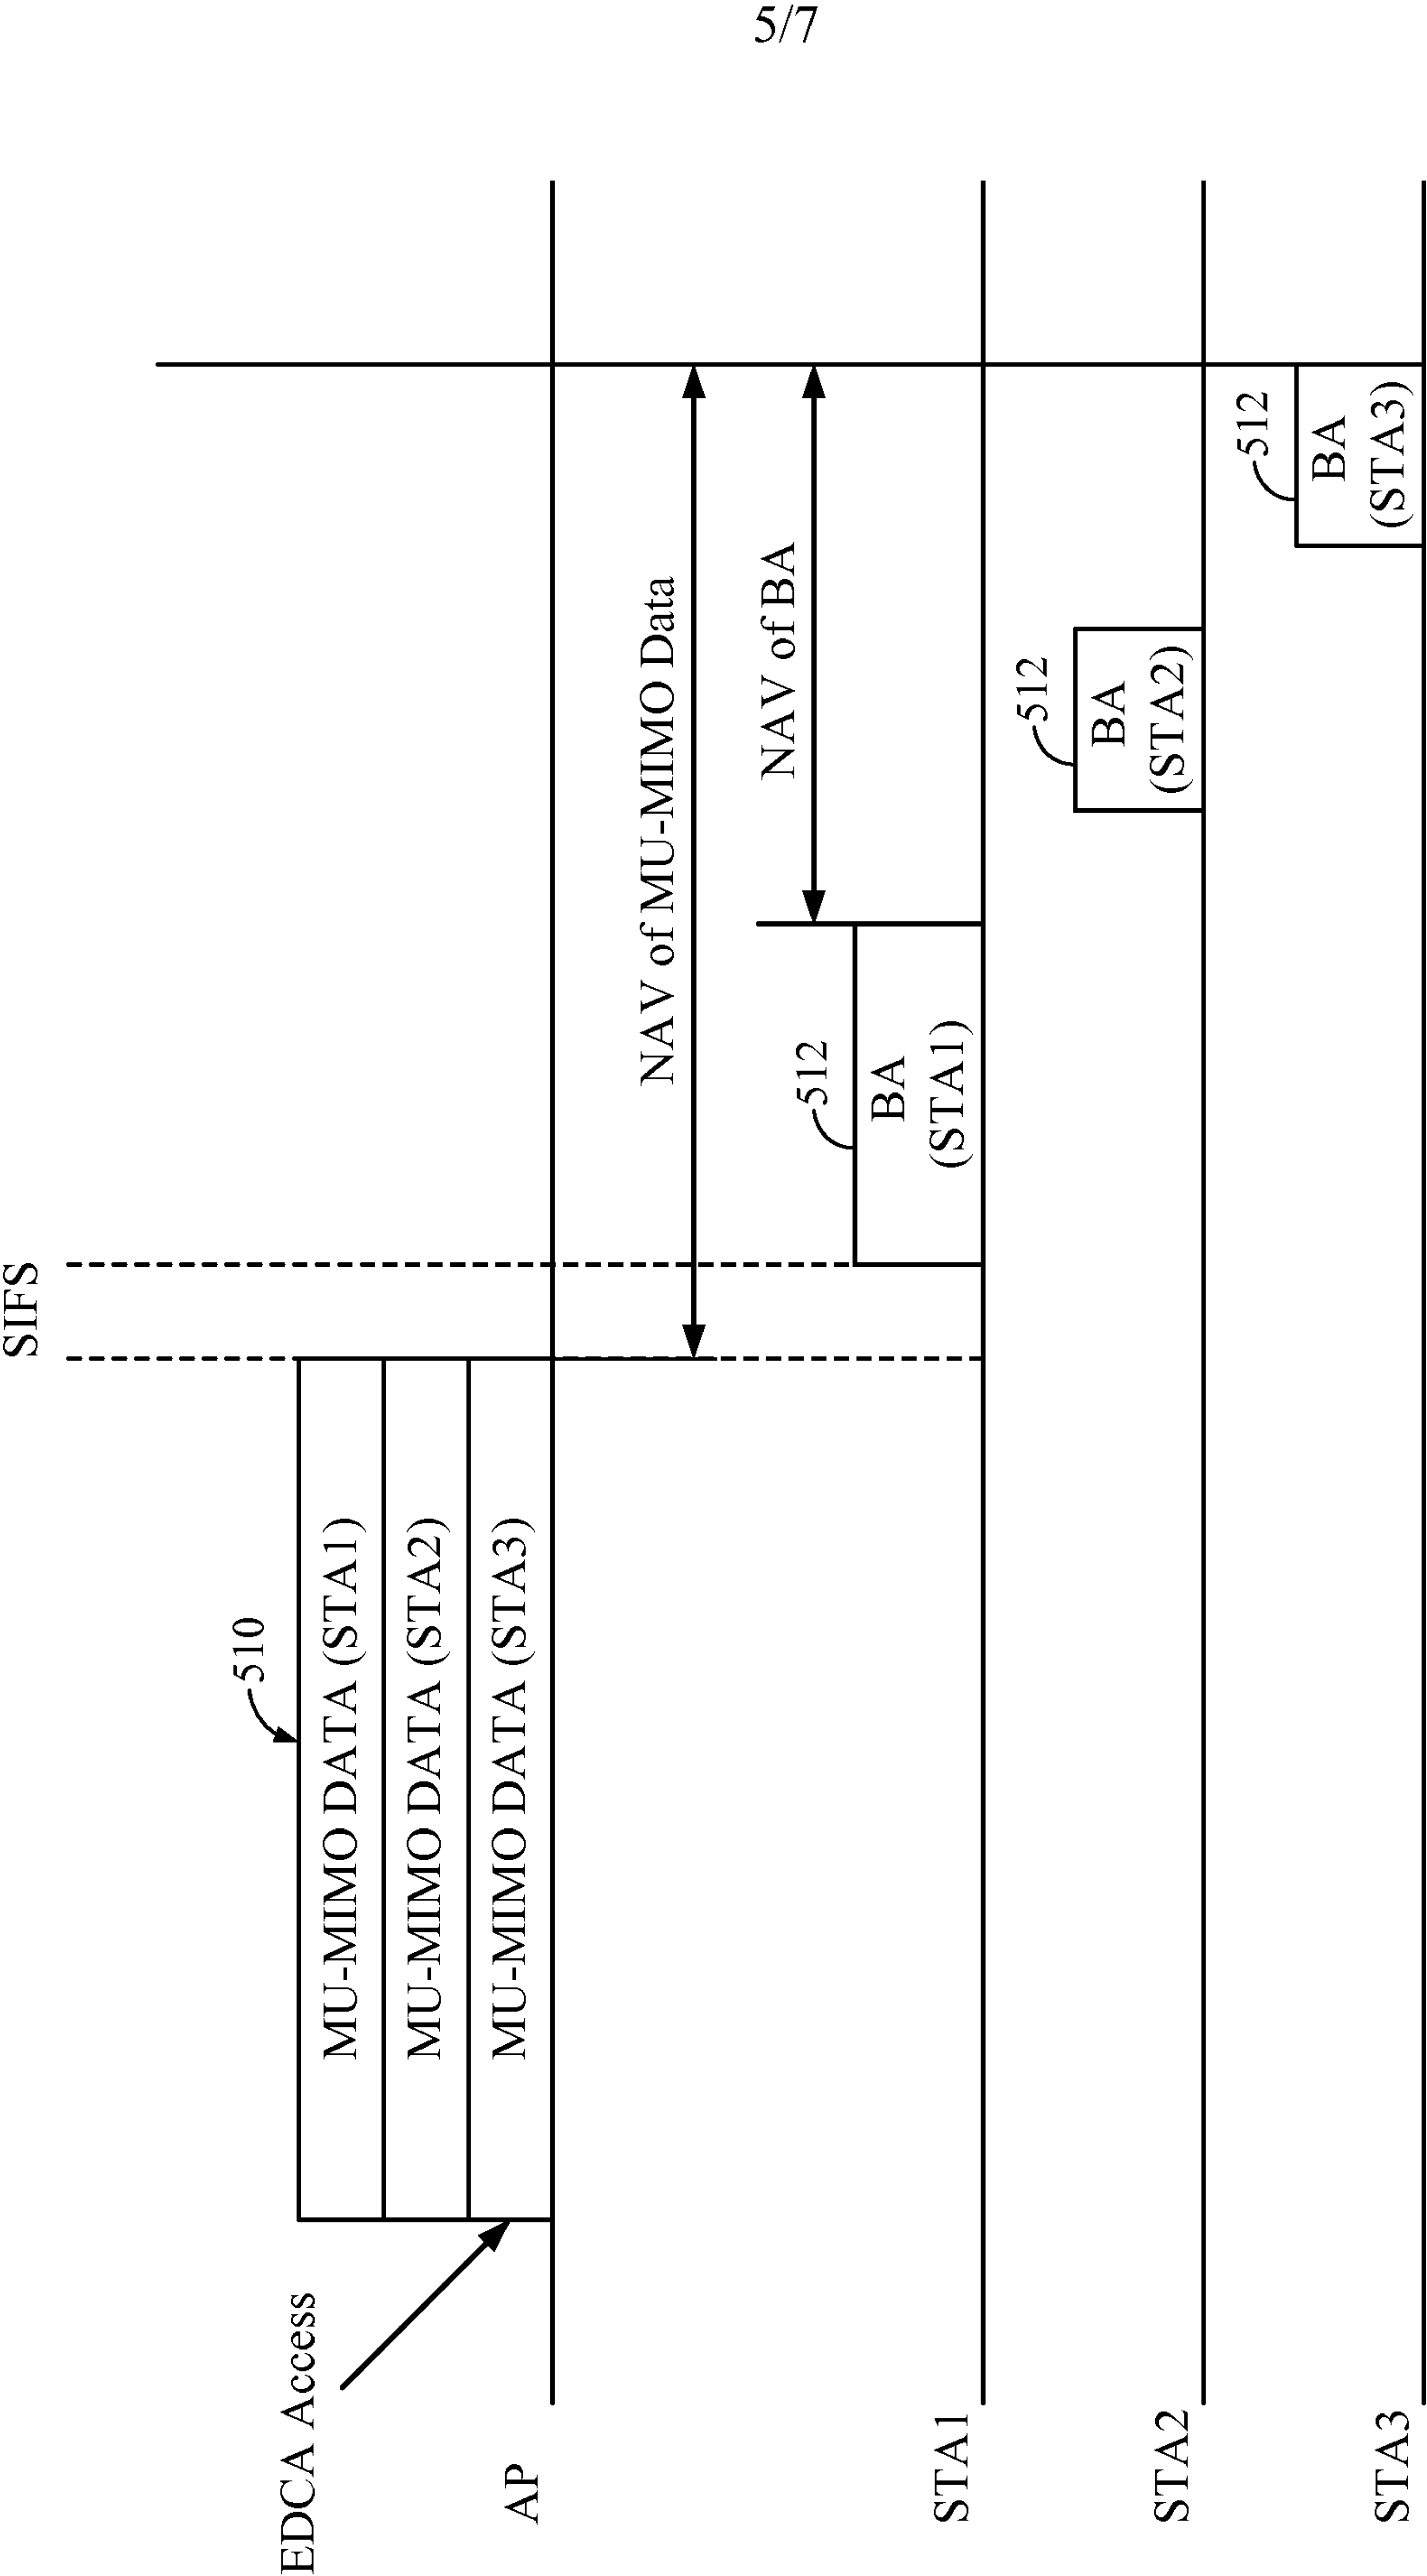 5/7
SIFS
EDCA Access
510
MU-MIMO DATA (STA1)
MU-MIMO DATA (STA2)
MU-MIMO DATA (STA3)
AP
NAV of MU-MIMO Data
NAV of BA
512
BA
(STA1)
STA1
512
BA
(STA2)
STA2
512
BA
(STA3)
STA3